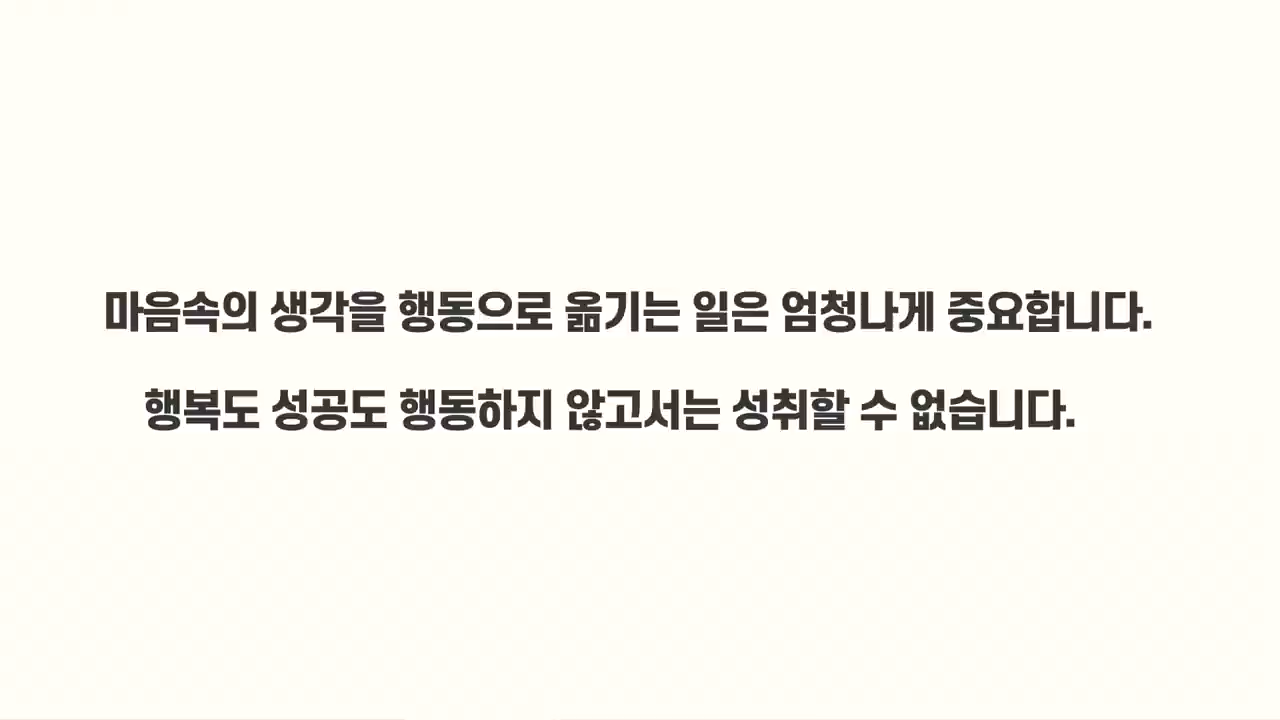 마음속의 생각을 행동으로 옮기는 일은 엄청나게 중요합니다.
행복도 성공도 행동하지 않고서는 성취할 수 없습니다.